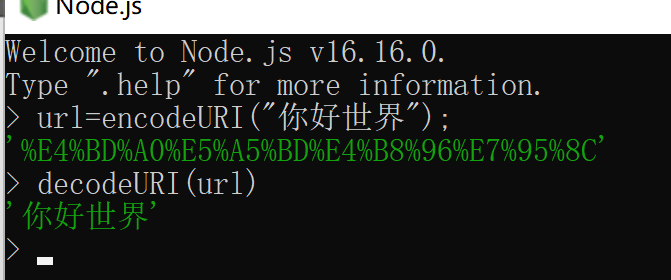 Node.js
Welcome to Node.js v16.16.0.
Type ".help" for more information.
> url=encodeURI("你好世界");
'%E4%BD%A0%E5%A5%BD%E4%B8%96%E7%95%8C'
> decodeURI(url)
'你好世界'
>